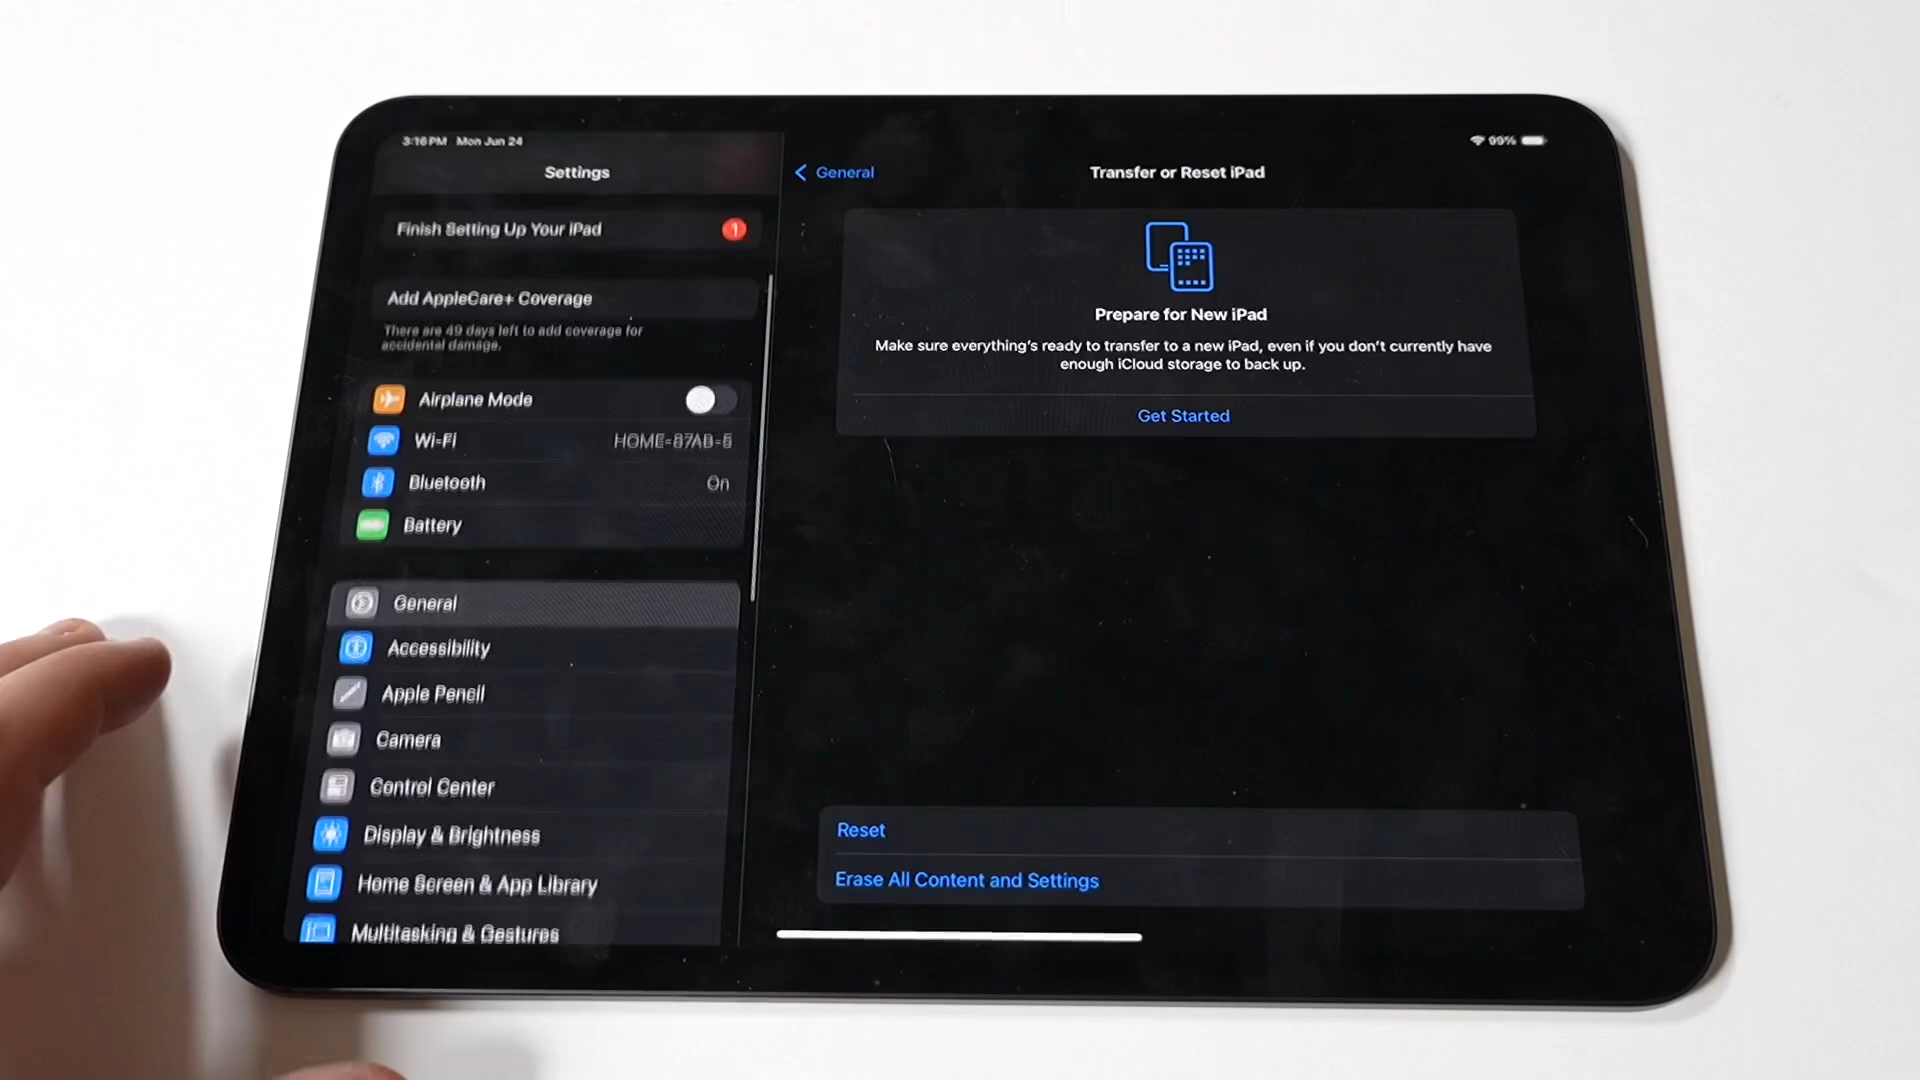 3:16 PM Mon Jun 24
99%
Settings
Finish Setting Up Your iPad
1
Add AppleCare+ Coverage
There are 49 days left to add coverage for
accidental damage.
Airplane Mode
Wi-Fi
HOME-87AB-5
Bluetooth
On
Battery
General
Accessibility
Apple Pencil
Camera
Control Center
Display & Brightness
Home Screen & App Library
Multitasking & Gestures
General
Transfer or Reset iPad
Prepare for New iPad
Make sure everything's ready to transfer to a new iPad, even if you don't currently have
enough iCloud storage to back up.
Get Started
Reset
Erase All Content and Settings